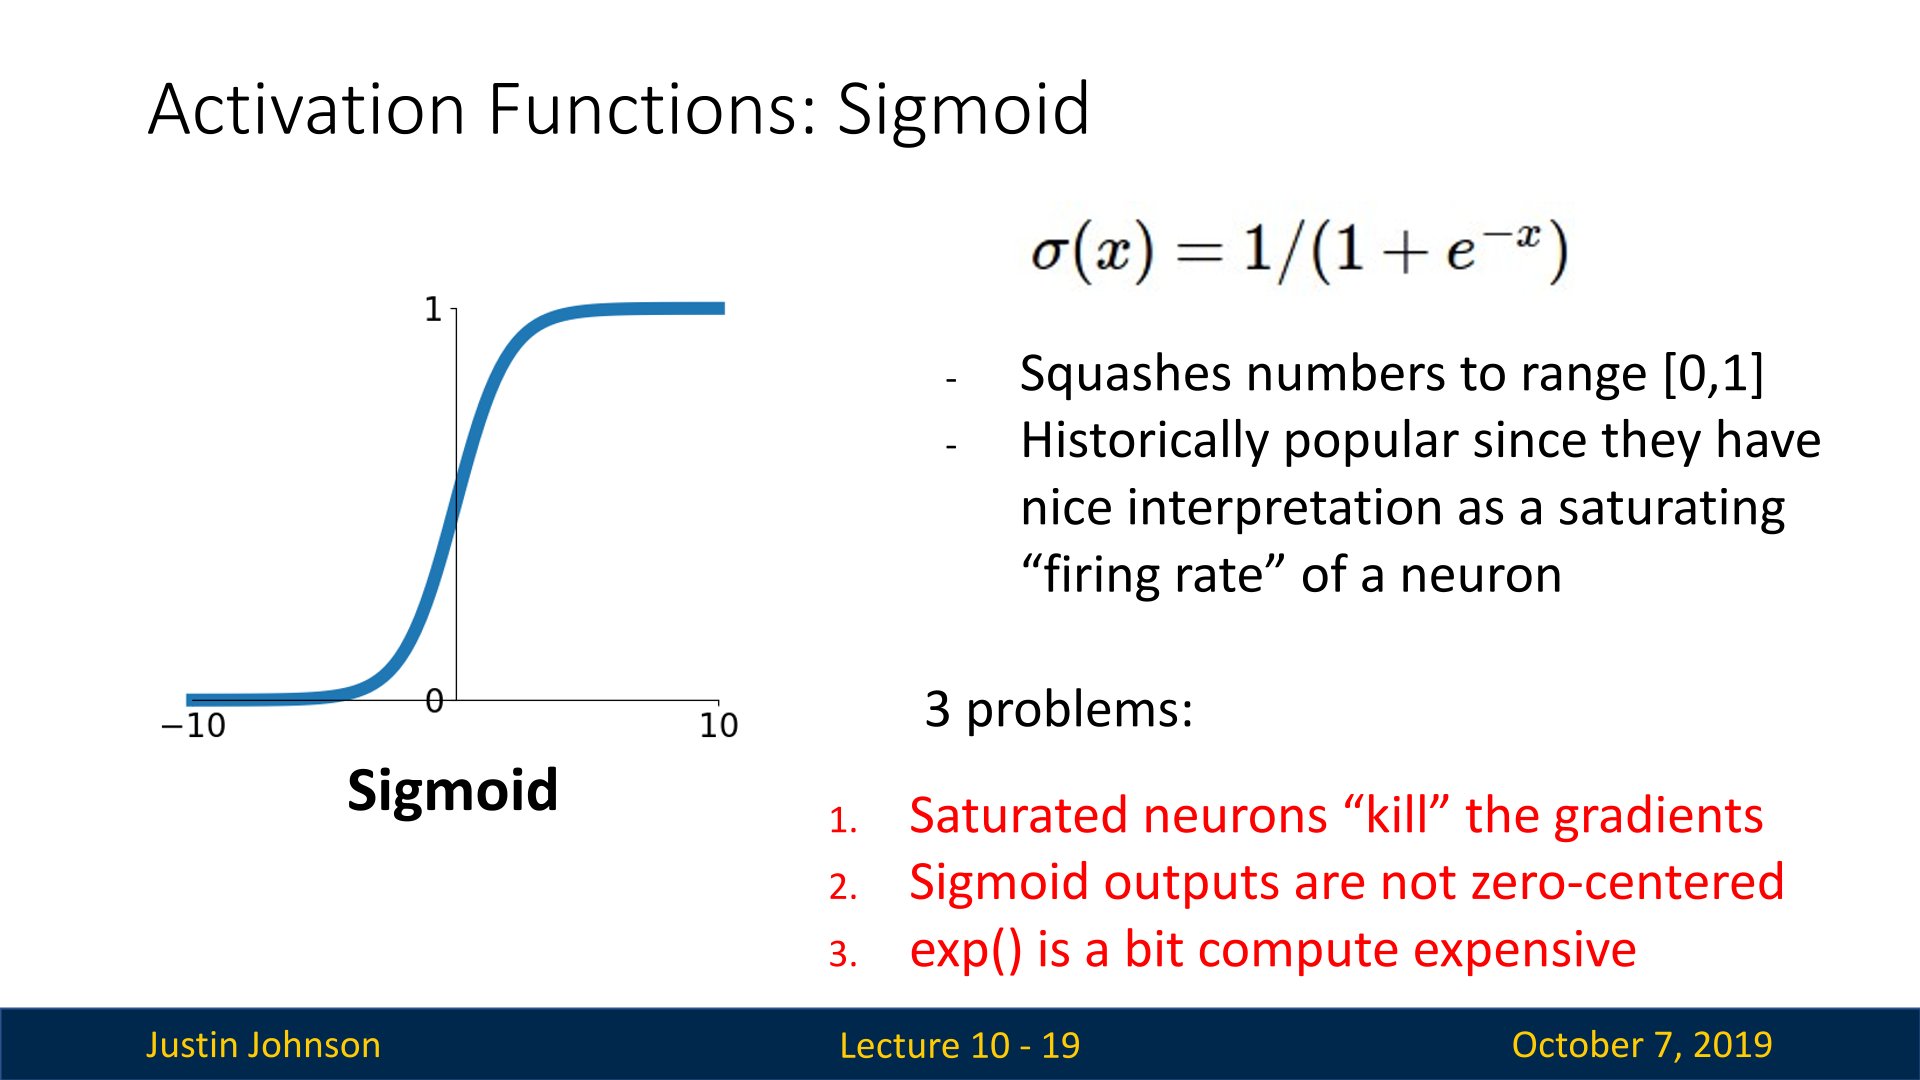 Activation Functions: Sigmoid
σ(x) = 1/(1 + e^{−x})
1
0
−10
10
Sigmoid
- Squashes numbers to range [0,1]
- Historically popular since they have
nice interpretation as a saturating
“firing rate” of a neuron
3 problems:
1. Saturated neurons “kill” the gradients
2. Sigmoid outputs are not zero-centered
3. exp() is a bit compute expensive
Justin Johnson
Lecture 10 - 19
October 7, 2019